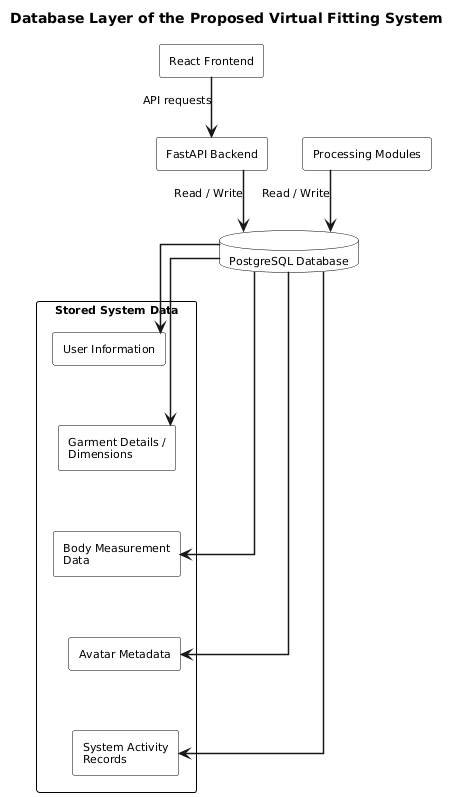 Database Layer of the Proposed Virtual Fitting System
React Frontend
API requests
FastAPI Backend
Processing Modules
Read / Write
Read / Write
PostgreSQL Database
Stored System Data
User Information
Garment Details /
Dimensions
Body Measurement
Data
Avatar Metadata
System Activity
Records